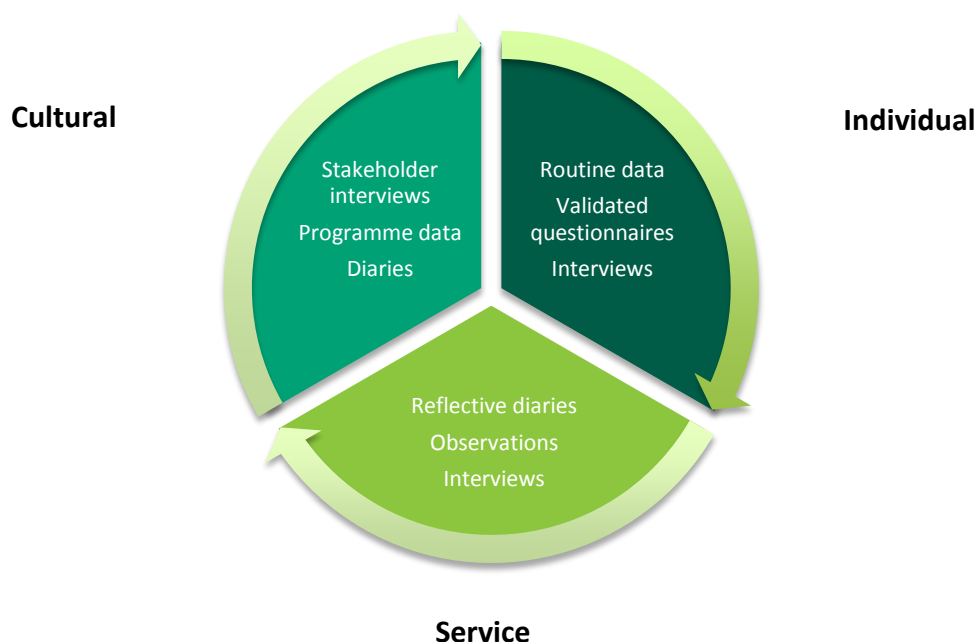 Cultural
Individual
Stakeholder
interviews
Programme data
Diaries
Routine data
Validated
questionnaires
Interviews
Reflective diaries
Observations
Interviews
Service